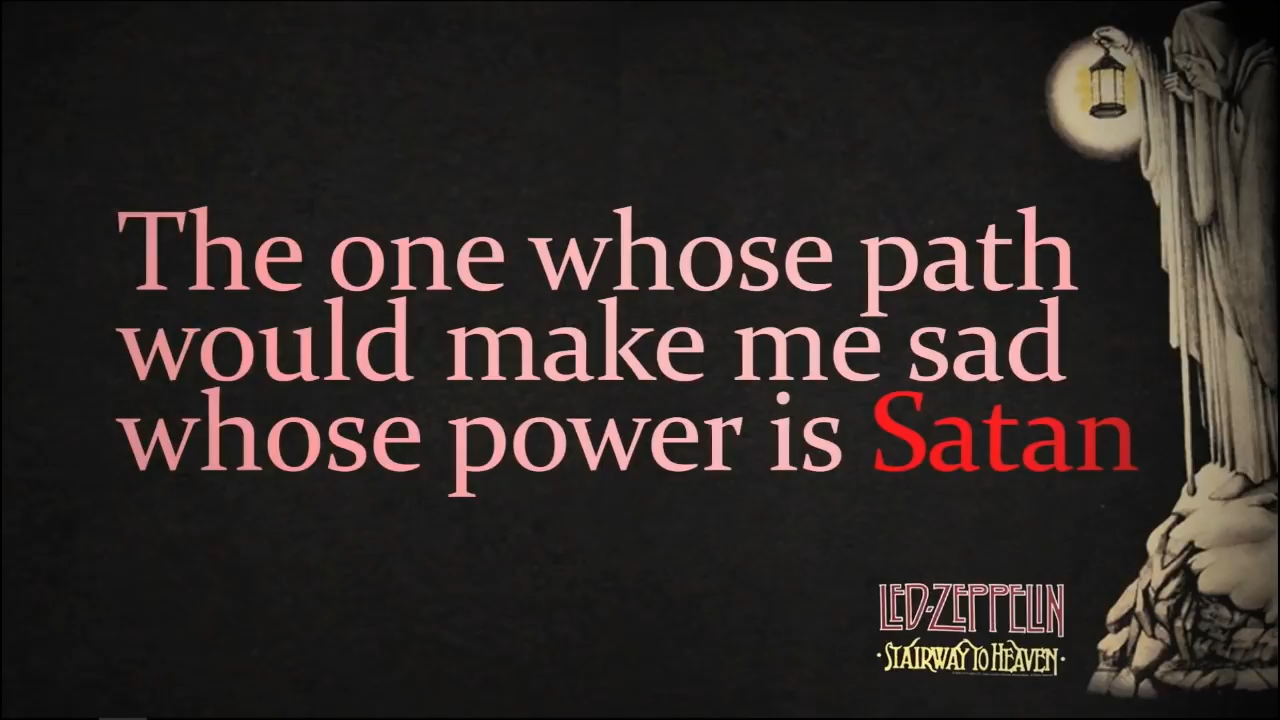 The one whose path
would make me sad
whose power is Satan
LED-ZEPPELIN
·STAIRWAY TO HEAVEN·